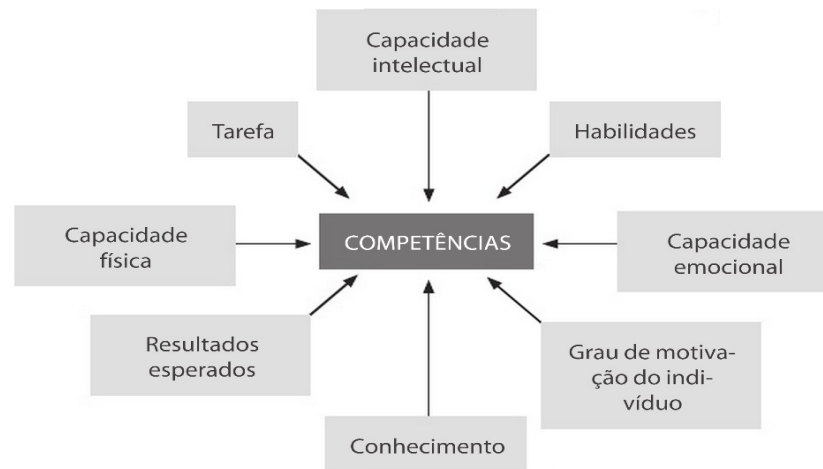 Capacidade
intelectual
Tarefa
Habilidades
Capacidade
física
COMPETÊNCIAS
Capacidade
emocional
Resultados
esperados
Grau de motiva-
ção do indi-
víduo
Conhecimento